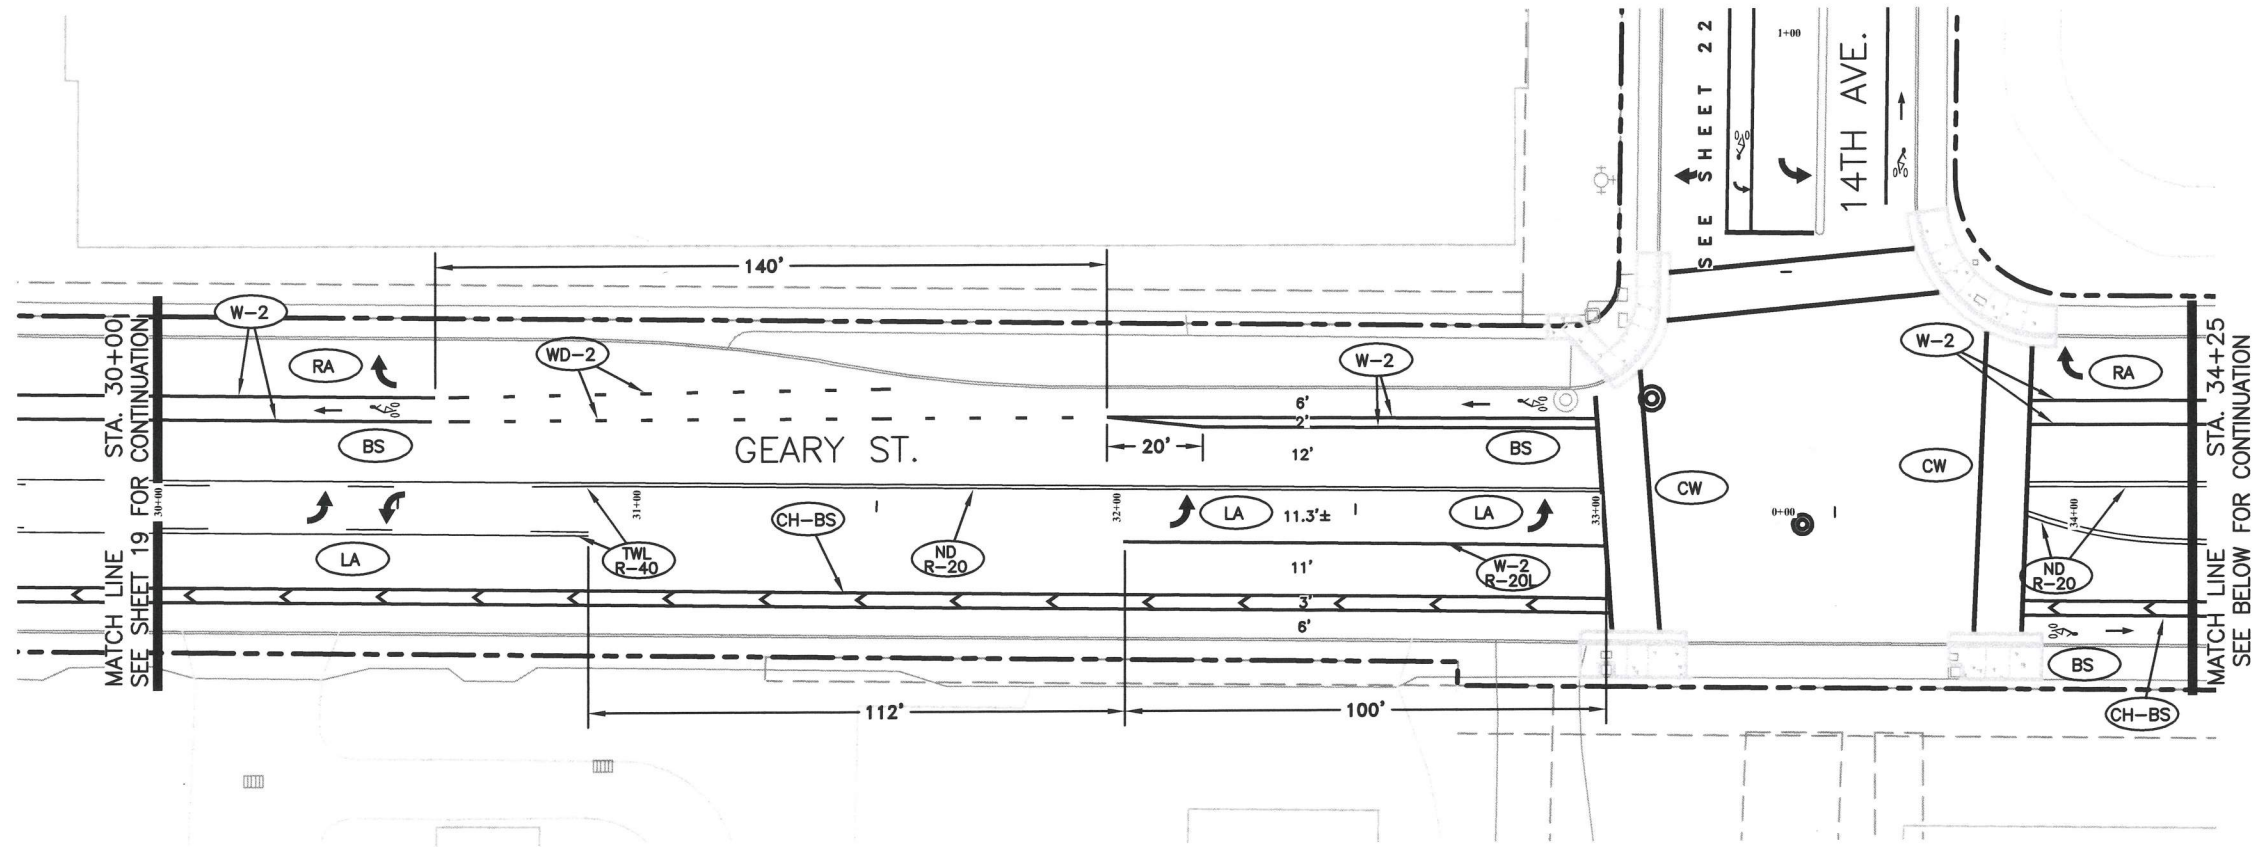 STA. 30+00
MATCH LINE
SEE SHEET 19 FOR CONTINUATION
30+00
W-2
RA
BS
LA
140'
WD-2
GEARY ST.
31+00
TWL
R-40
CH-BS
ND
R-20
32+00
112'
100'
20'
W-2
6'
2'
12'
BS
LA
11.3'±
LA
11'
W-2
R-20L
3'
6'
33+00
SEE SHEET 22
1+00
14TH AVE.
CW
CW
0+00
W-2
RA
34+00
ND
R-20
BS
CH-BS
STA. 34+25
MATCH LINE
SEE BELOW FOR CONTINUATION